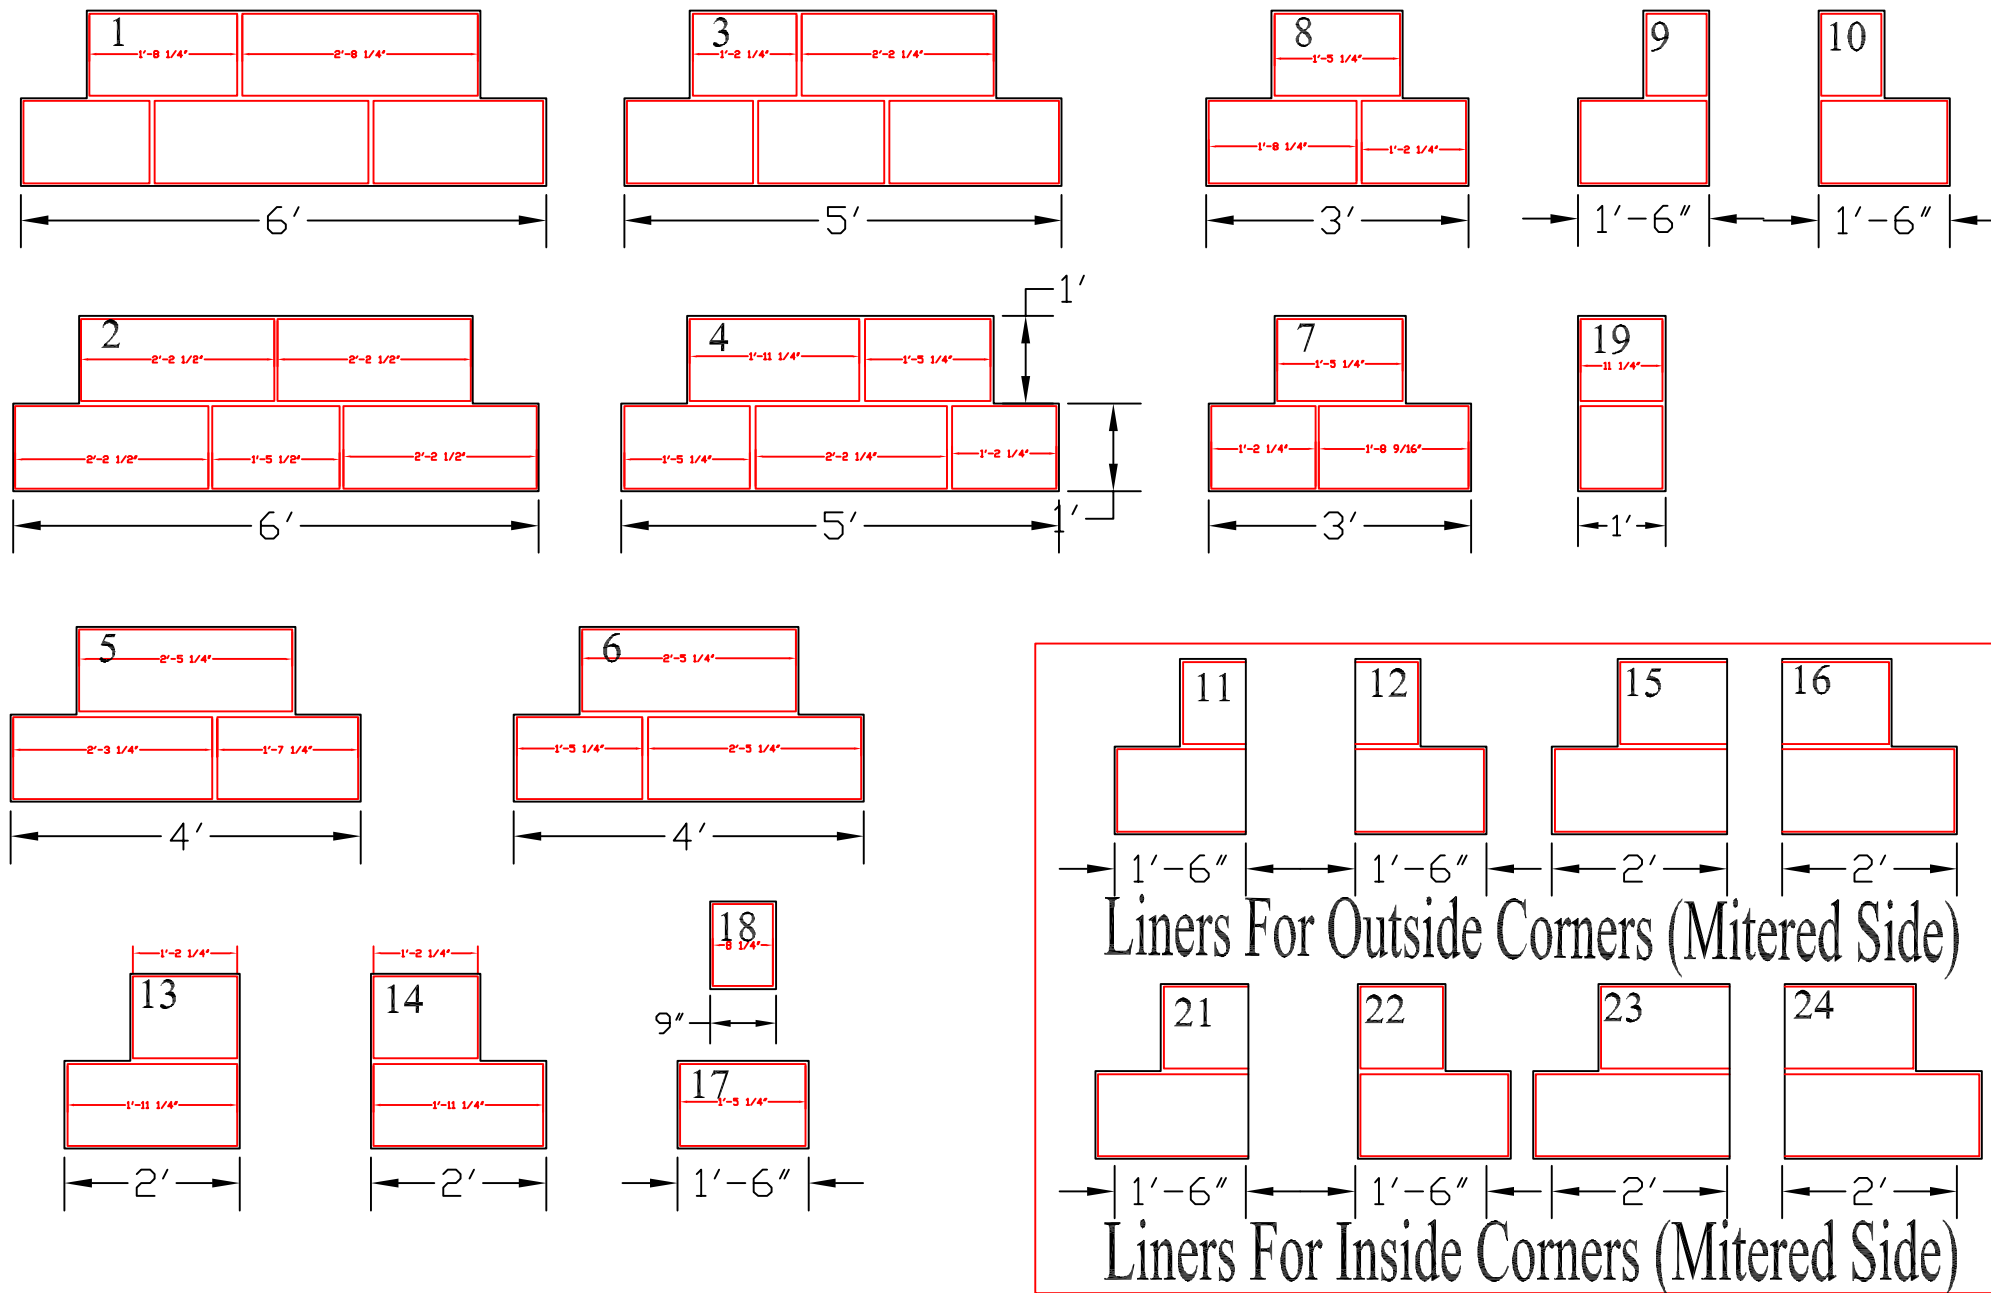 1 3 8 9 10
1'-8 1/4" 2'-8 1/4" 1'-2 1/4" 2'-2 1/4" 1'-5 1/4"
1'-8 1/4" 1'-2 1/4"
6' 5' 3' 1'-6" 1'-6"
1'
2 4 7 19
2'-2 1/2" 2'-2 1/2" 1'-11 1/4" 1'-5 1/4" 1'-5 1/4" 11 1/4"
2'-2 1/2" 1'-5 1/2" 2'-2 1/2" 1'-5 1/4" 2'-2 1/4" 1'-2 1/4" 1'-2 1/4" 1'-8 9/16"
6' 5' 1' 3' 1'
5 6
2'-5 1/4" 2'-5 1/4"
2'-3 1/4" 1'-7 1/4" 1'-5 1/4" 2'-5 1/4"
4' 4'
11 12 15 16
1'-6" 1'-6" 2' 2'
Liners For Outside Corners (Mitered Side)
18
8 1/4"
9"
1'-2 1/4" 1'-2 1/4"
13 14
17
1'-11 1/4" 1'-11 1/4" 1'-5 1/4"
2' 2' 1'-6"
21 22 23 24
1'-6" 1'-6" 2' 2'
Liners For Inside Corners (Mitered Side)